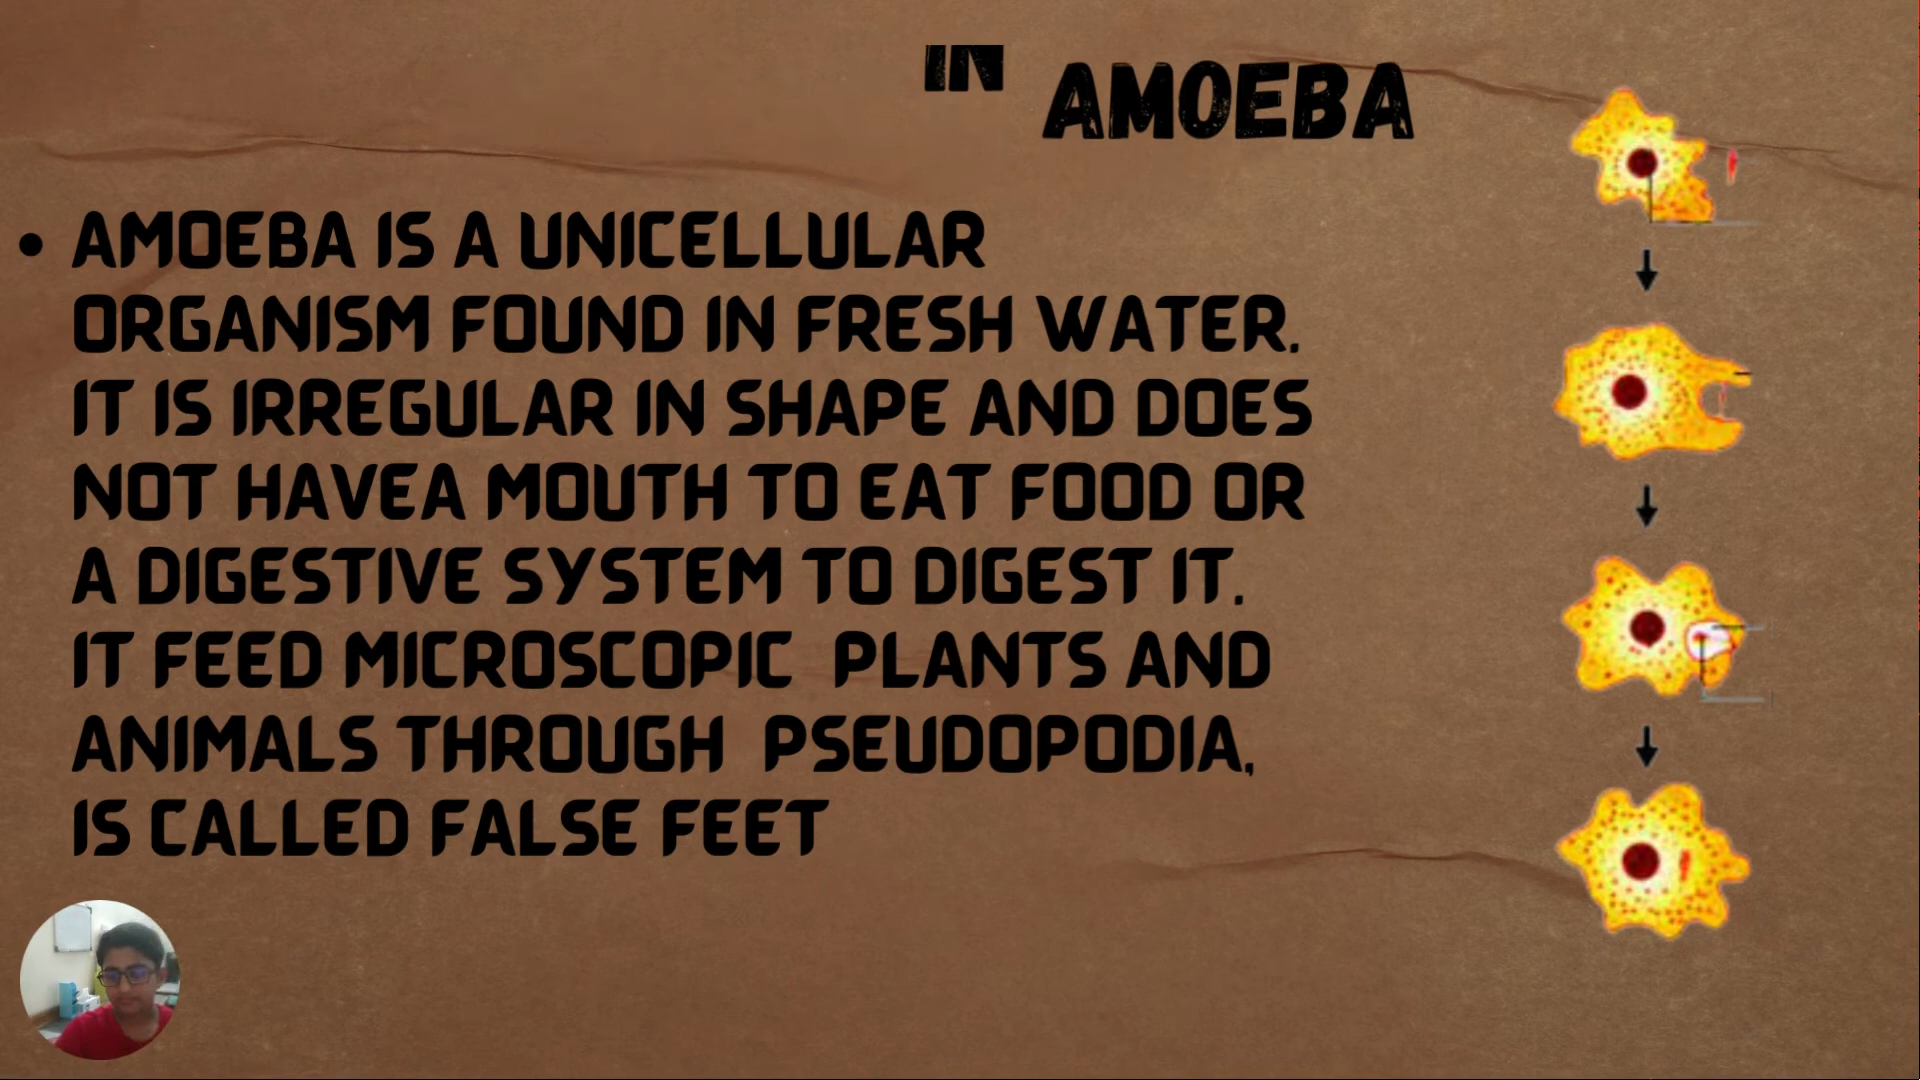 IN AMOEBA
• AMOEBA IS A UNICELLULAR
ORGANISM FOUND IN FRESH WATER.
IT IS IRREGULAR IN SHAPE AND DOES
NOT HAVEA MOUTH TO EAT FOOD OR
A DIGESTIVE SYSTEM TO DIGEST IT.
IT FEED MICROSCOPIC PLANTS AND
ANIMALS THROUGH PSEUDOPODIA,
IS CALLED FALSE FEET